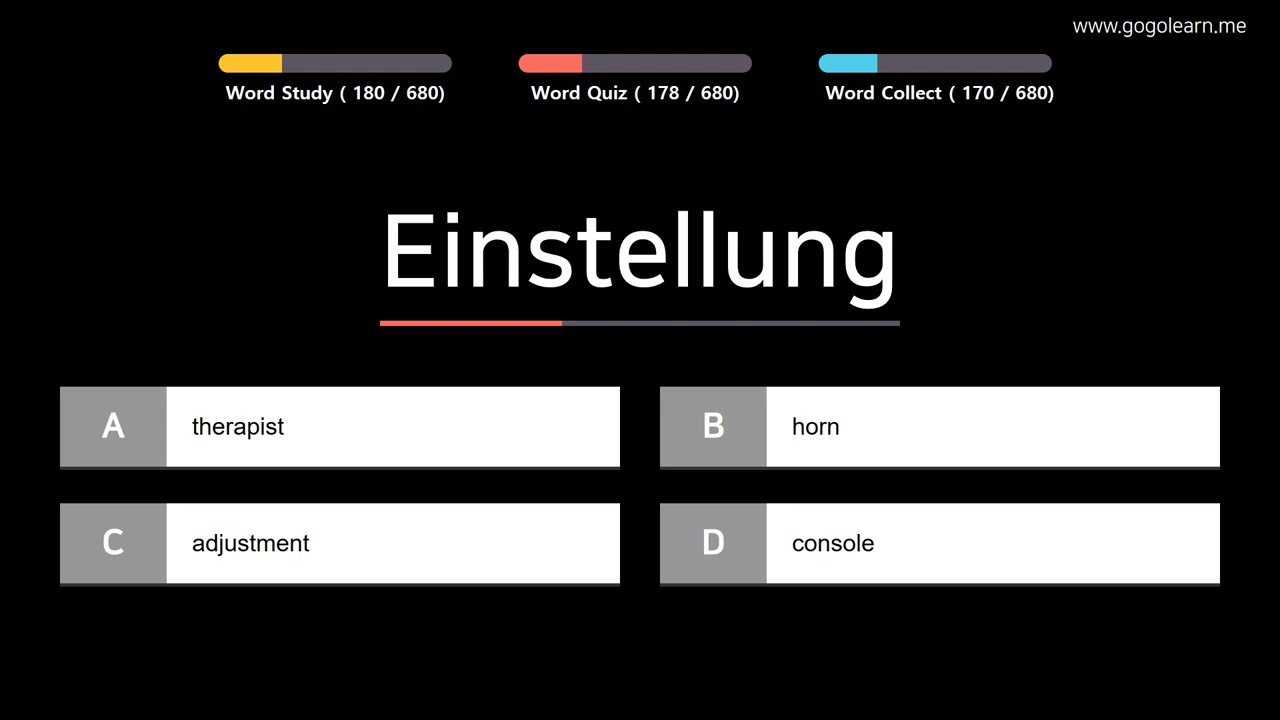 www.gogolearn.me
Word Study ( 180 / 680)
Word Quiz ( 178 / 680)
Word Collect ( 170 / 680)
Einstellung
A therapist
B horn
C adjustment
D console